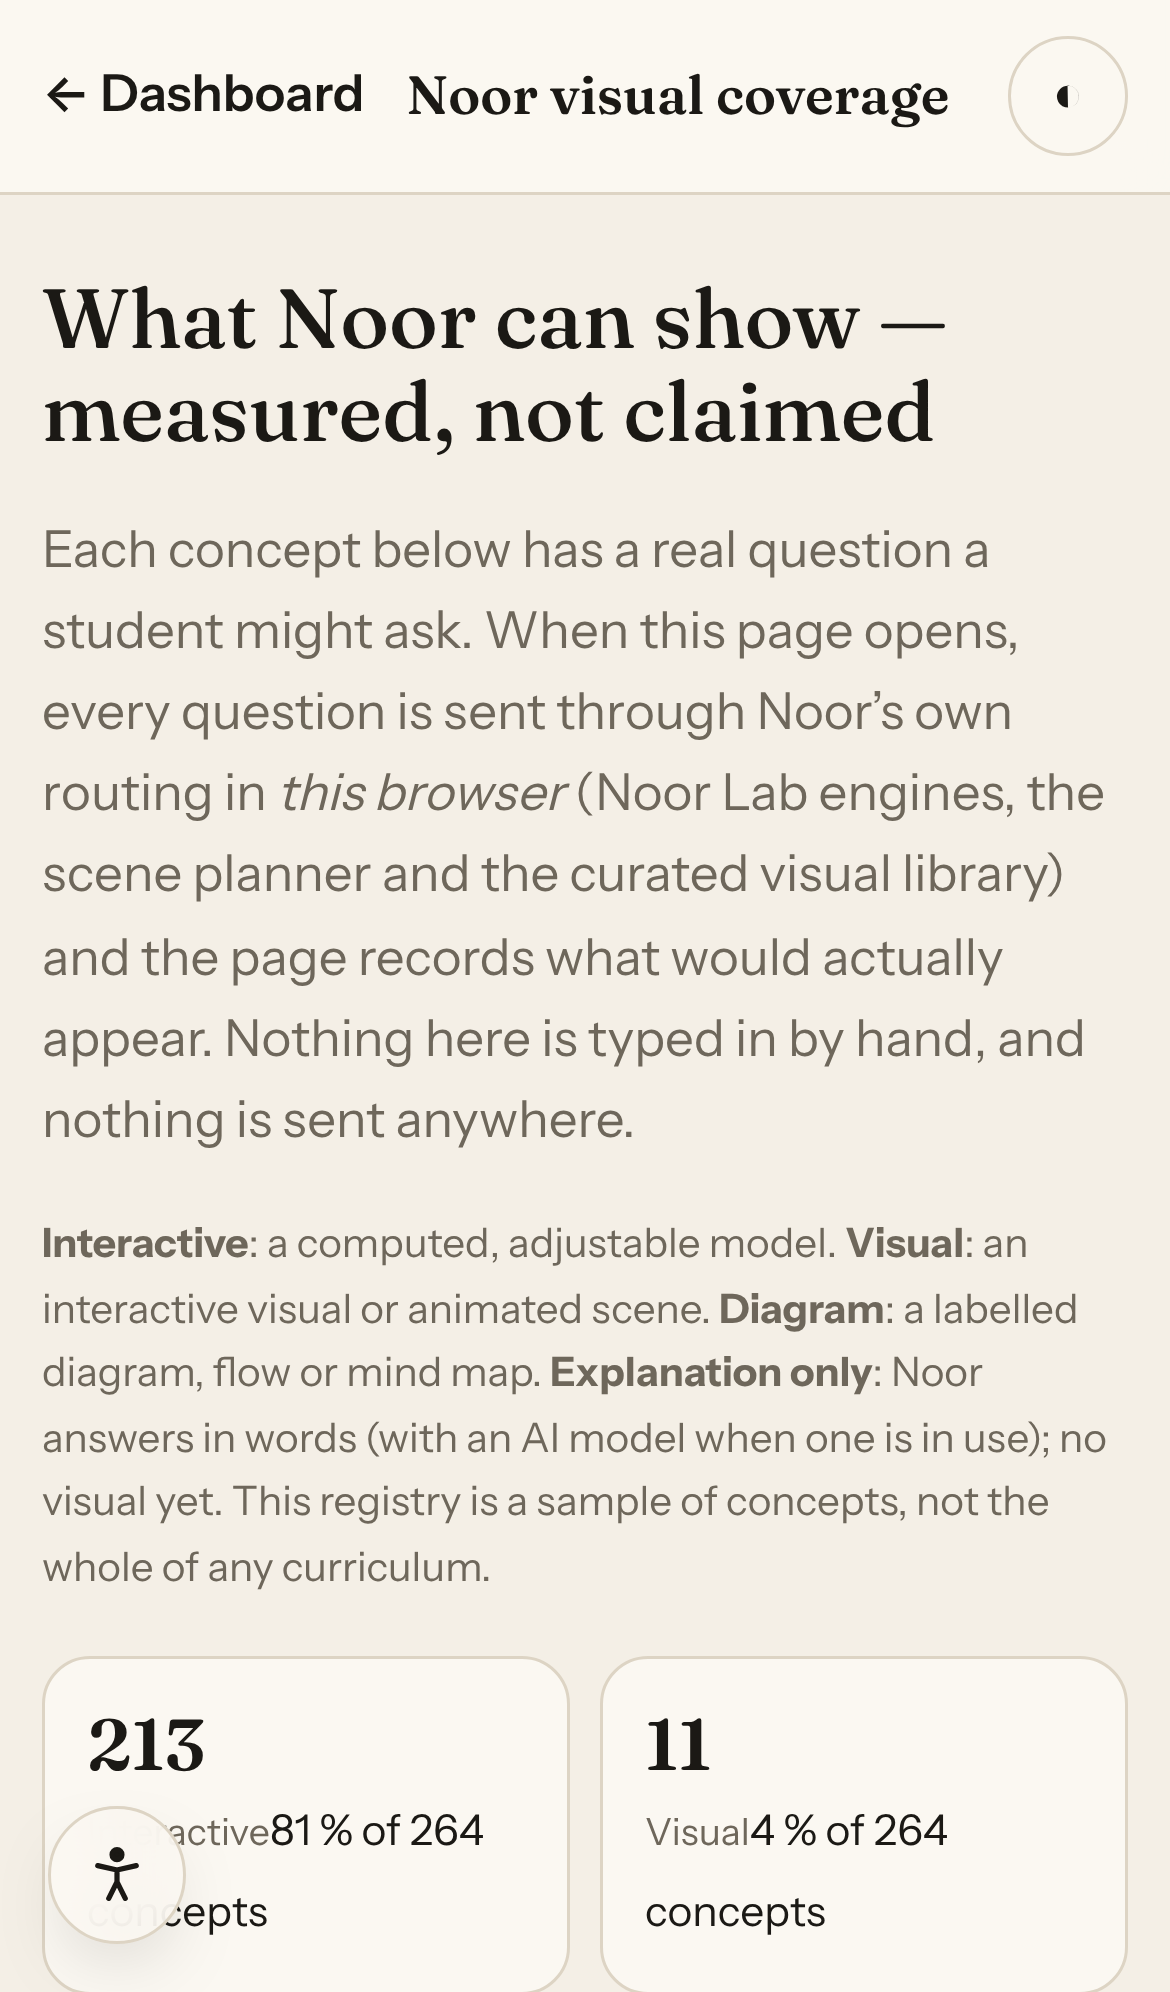 ← Dashboard Noor visual coverage
What Noor can show —
measured, not claimed
Each concept below has a real question a
student might ask. When this page opens,
every question is sent through Noor’s own
routing in this browser (Noor Lab engines, the
scene planner and the curated visual library)
and the page records what would actually
appear. Nothing here is typed in by hand, and
nothing is sent anywhere.
Interactive: a computed, adjustable model. Visual: an
interactive visual or animated scene. Diagram: a labelled
diagram, flow or mind map. Explanation only: Noor
answers in words (with an AI model when one is in use); no
visual yet. This registry is a sample of concepts, not the
whole of any curriculum.
213
Interactive81 % of 264
concepts
11
Visual4 % of 264
concepts